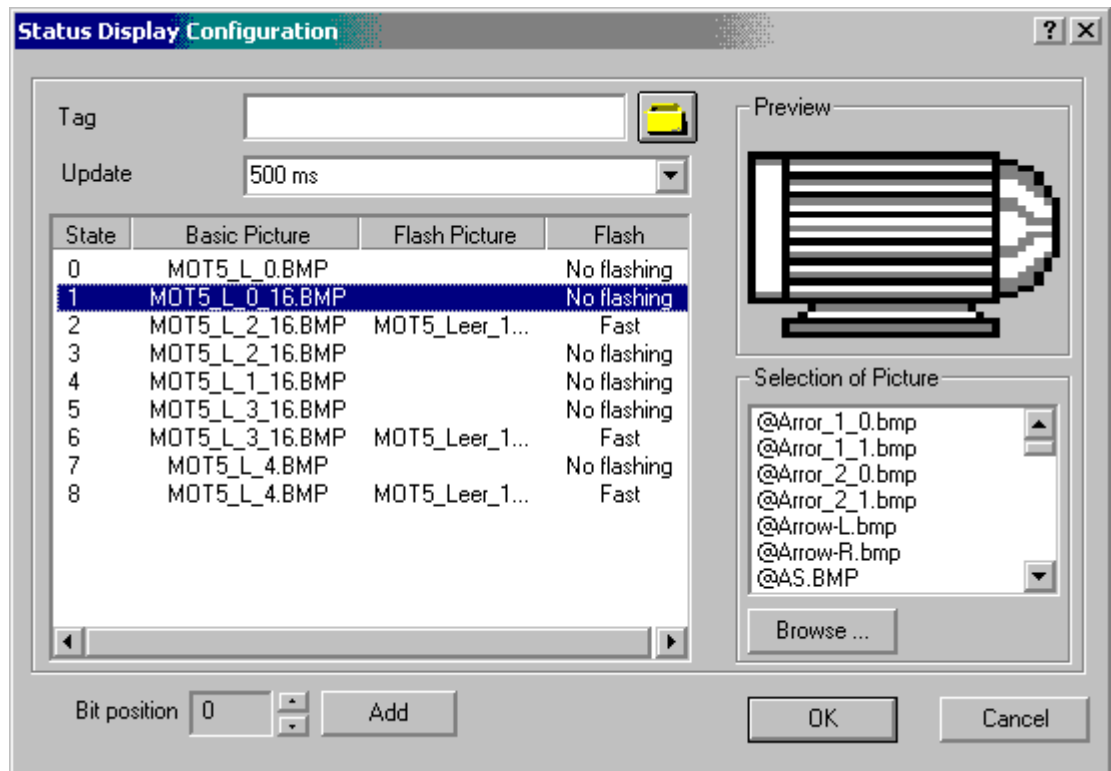 Status Display Configuration
Tag
Update 500 ms
State Basic Picture Flash Picture Flash
0 MOT5_L_0.BMP No flashing
1 MOT5_L_0_16.BMP No flashing
2 MOT5_L_2_16.BMP MOT5_Leer_1... Fast
3 MOT5_L_2_16.BMP No flashing
4 MOT5_L_1_16.BMP No flashing
5 MOT5_L_3_16.BMP No flashing
6 MOT5_L_3_16.BMP MOT5_Leer_1... Fast
7 MOT5_L_4.BMP No flashing
8 MOT5_L_4.BMP MOT5_Leer_1... Fast
Preview
Selection of Picture
@Arror_1_0.bmp
@Arror_1_1.bmp
@Arror_2_0.bmp
@Arror_2_1.bmp
@Arrow-L.bmp
@Arrow-R.bmp
@AS.BMP
Browse ...
Bit position 0 Add
OK Cancel